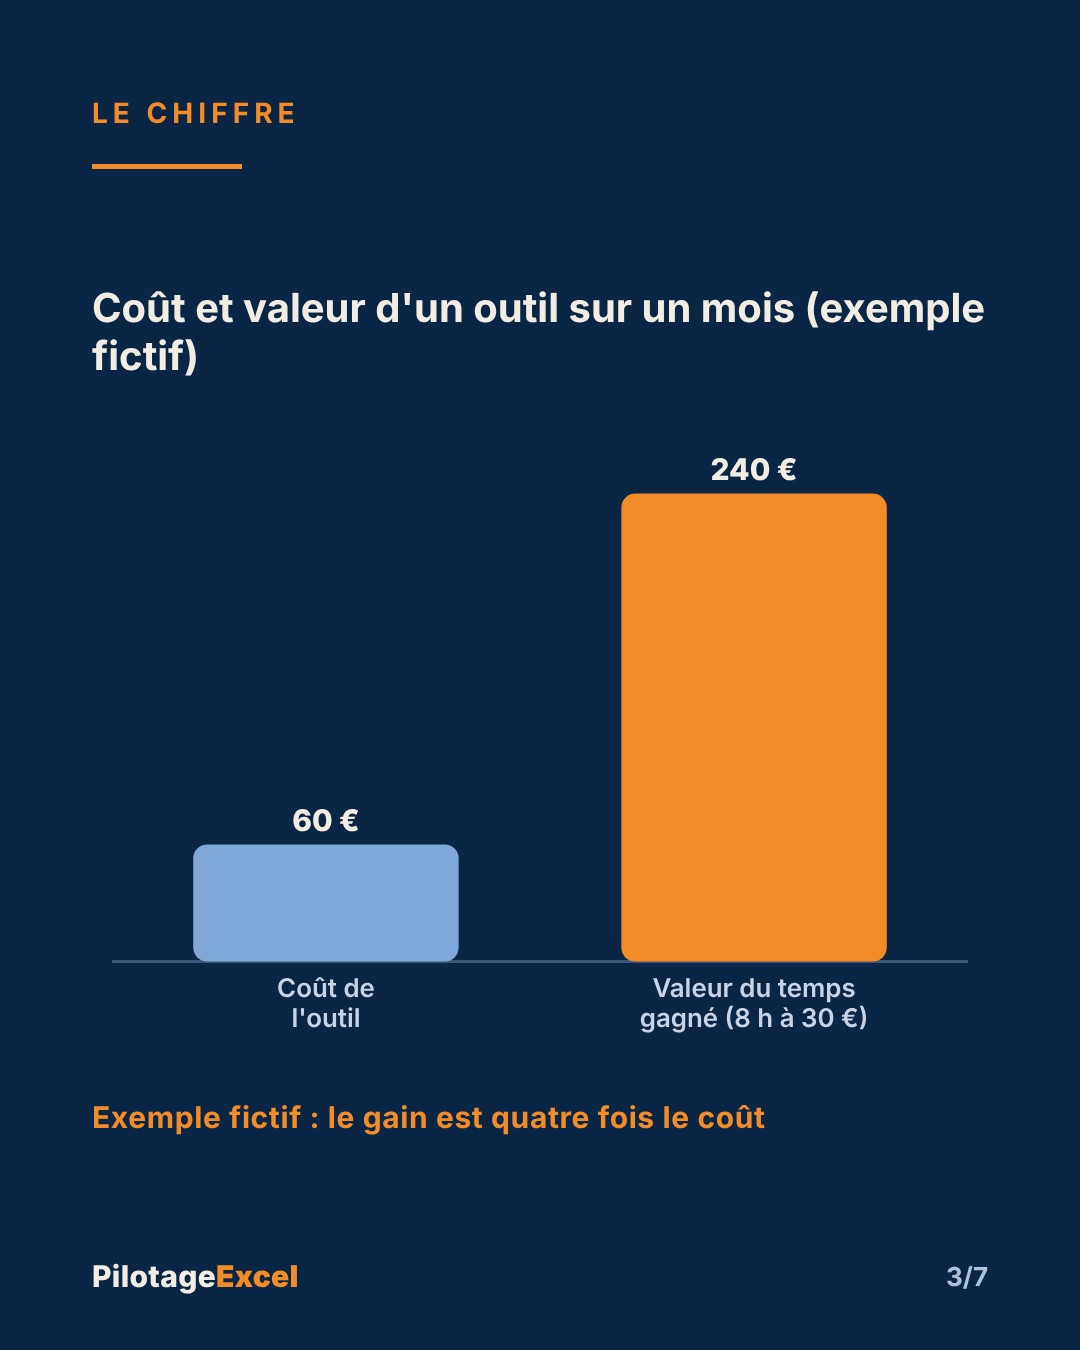 LE CHIFFRE
Coût et valeur d'un outil sur un mois (exemple
fictif)
240 €
60 €
Coût de
l'outil
Valeur du temps
gagné (8 h à 30 €)
Exemple fictif : le gain est quatre fois le coût
PilotageExcel
3/7